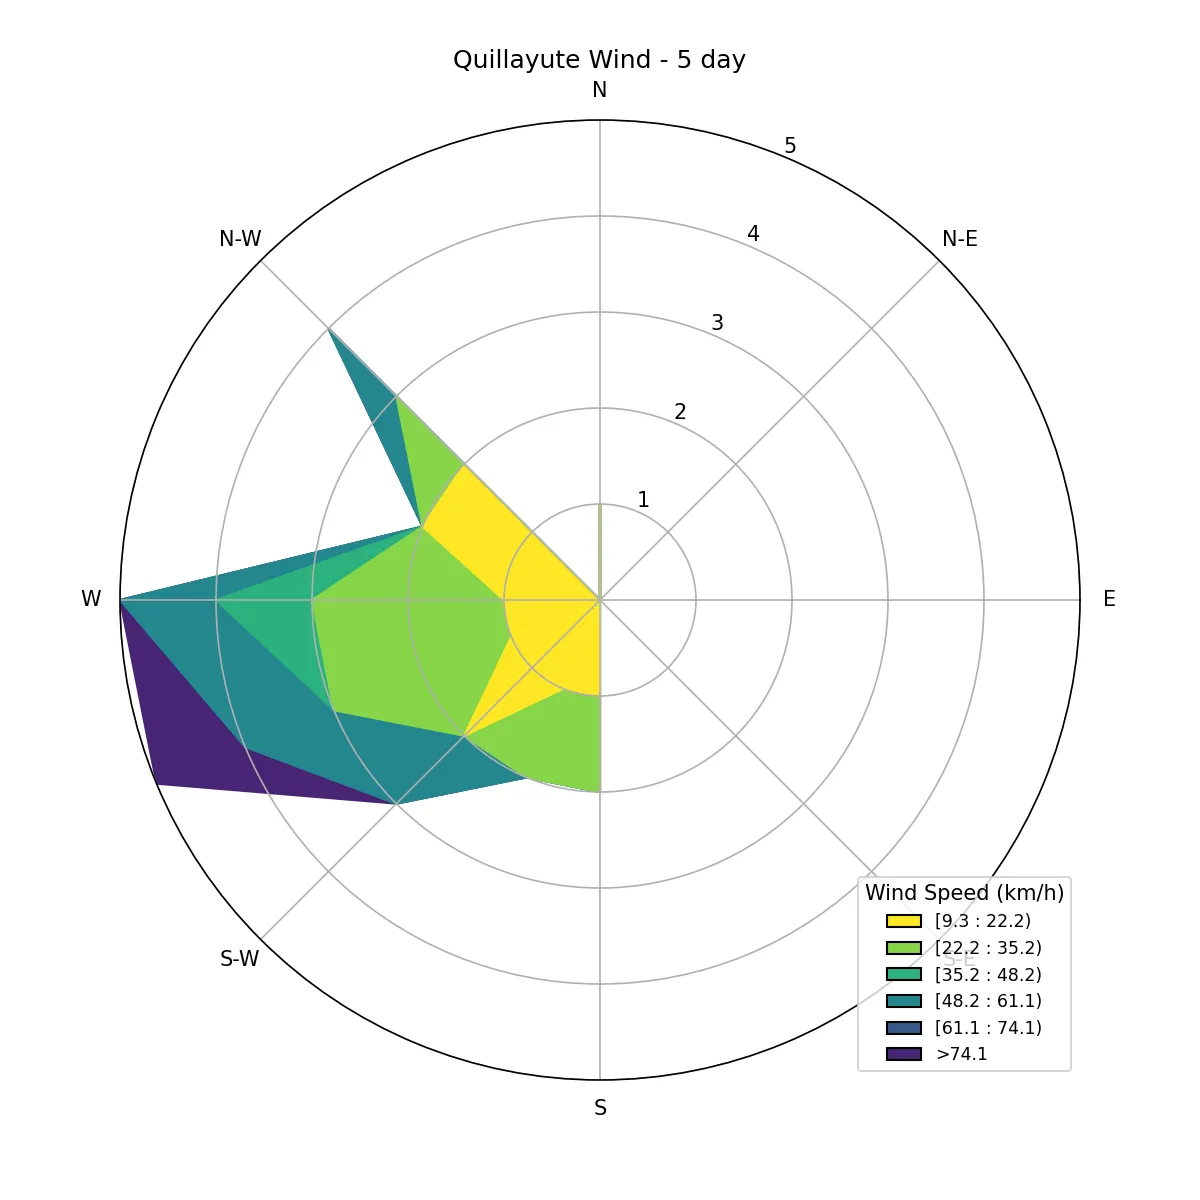 Quillayute Wind - 5 day
N
5
N-W
4
N-E
3
2
1
W
E
S-W
S-E
Wind Speed (km/h)
[9.3 : 22.2)
[22.2 : 35.2)
[35.2 : 48.2)
[48.2 : 61.1)
[61.1 : 74.1)
>74.1
S